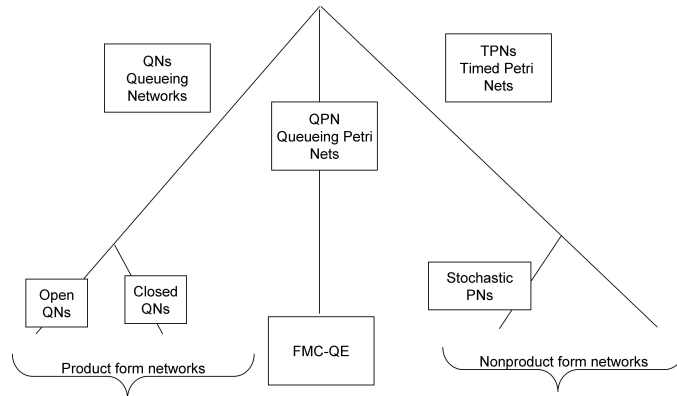 QNs
Queueing
Networks
TPNs
Timed Petri
Nets
QPN
Queueing Petri
Nets
Open
QNs
Closed
QNs
Stochastic
PNs
FMC-QE
Product form networks
Nonproduct form networks